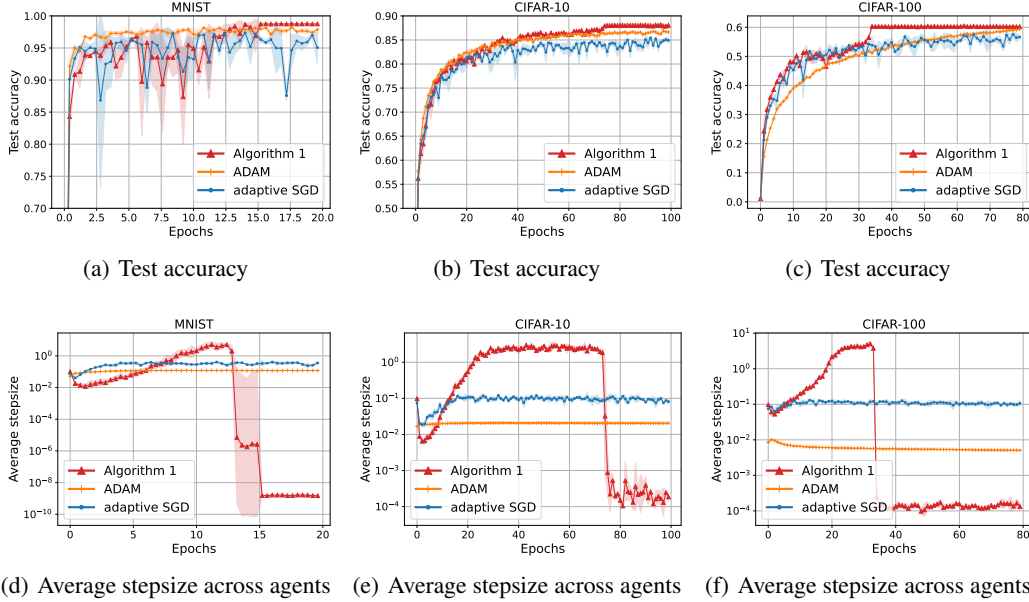 MNIST
CIFAR-10
CIFAR-100
1.00
0.95
0.90
0.85
0.80
0.75
0.70
Test accuracy
0.0 2.5 5.0 7.5 10.0 12.5 15.0 17.5 20.0
Epochs
Algorithm 1
ADAM
adaptive SGD
0.90
0.85
0.80
0.75
0.70
0.65
0.60
0.55
0.50
Test accuracy
0 20 40 60 80 100
Epochs
Algorithm 1
ADAM
adaptive SGD
0.6
0.5
0.4
0.3
0.2
0.1
0.0
Test accuracy
0 10 20 30 40 50 60 70 80
Epochs
Algorithm 1
ADAM
adaptive SGD
(a) Test accuracy
(b) Test accuracy
(c) Test accuracy
MNIST
CIFAR-10
CIFAR-100
10⁰
10⁻²
10⁻⁴
10⁻⁶
10⁻⁸
10⁻¹⁰
Average stepsize
0 5 10 15 20
Epochs
Algorithm 1
ADAM
adaptive SGD
10⁰
10⁻¹
10⁻²
10⁻³
10⁻⁴
Average stepsize
0 20 40 60 80 100
Epochs
Algorithm 1
ADAM
adaptive SGD
10¹
10⁰
10⁻¹
10⁻²
10⁻³
10⁻⁴
Average stepsize
0 20 40 60 80
Epochs
Algorithm 1
ADAM
adaptive SGD
(d) Average stepsize across agents
(e) Average stepsize across agents
(f) Average stepsize across agents